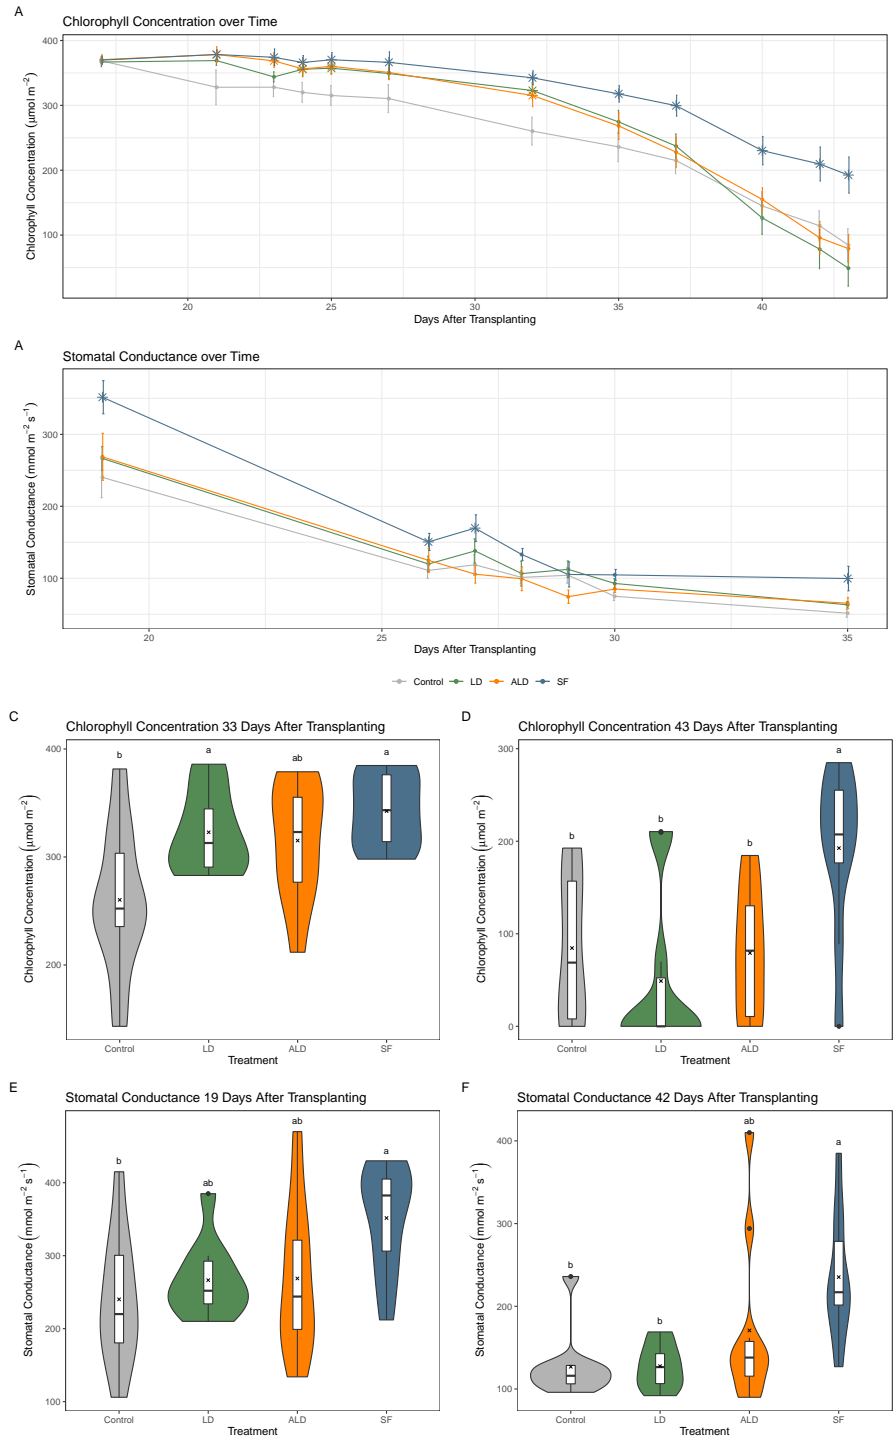 A
Chlorophyll Concentration over Time
Chlorophyll Concentration (μmol m⁻²)
400
300
200
100
20 25 30 35 40
Days After Transplanting
A
Stomatal Conductance over Time
Stomatal Conductance (mmol m⁻² s⁻¹)
300
200
100
20 25 30 35
Days After Transplanting
Control LD ALD SF
C
Chlorophyll Concentration 33 Days After Transplanting
Chlorophyll Concentration (μmol m⁻²)
400
300
200
b a ab a
Control LD ALD SF
Treatment
D
Chlorophyll Concentration 43 Days After Transplanting
Chlorophyll Concentration (μmol m⁻²)
300
200
100
0
b b b a
Control LD ALD SF
Treatment
E
Stomatal Conductance 19 Days After Transplanting
Stomatal Conductance (mmol m⁻² s⁻¹)
400
300
200
100
b ab ab a
Control LD ALD SF
Treatment
F
Stomatal Conductance 42 Days After Transplanting
Stomatal Conductance (mmol m⁻² s⁻¹)
400
300
200
100
b b ab a
Control LD ALD SF
Treatment